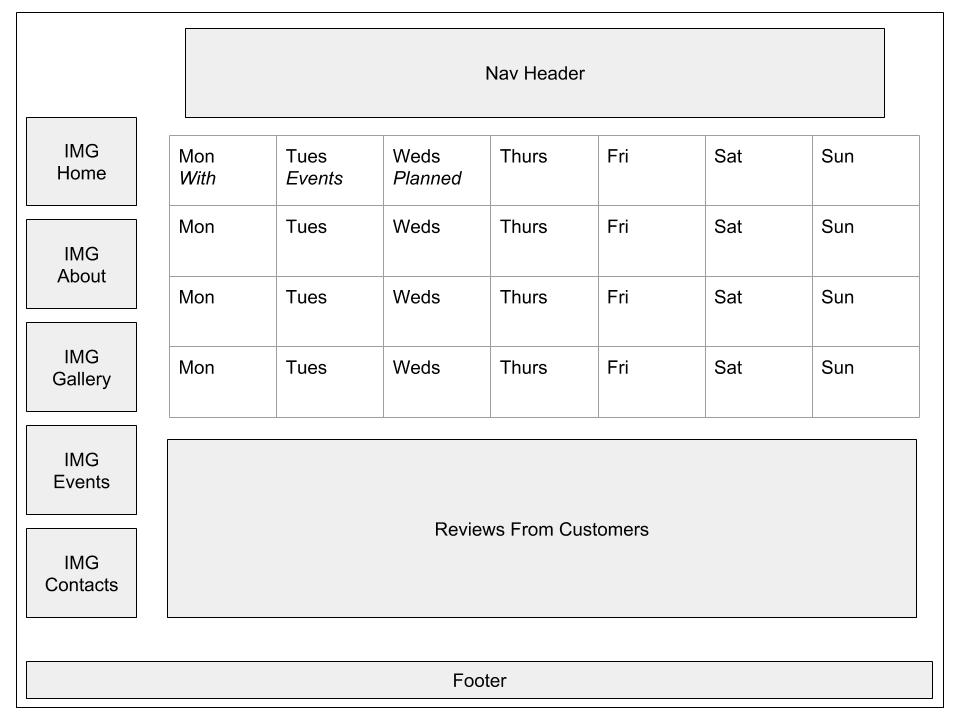 Nav Header
IMG
Home
IMG
About
IMG
Gallery
IMG
Events
IMG
Contacts
Mon Tues Weds Thurs Fri Sat Sun
With Events Planned
Mon Tues Weds Thurs Fri Sat Sun
Mon Tues Weds Thurs Fri Sat Sun
Mon Tues Weds Thurs Fri Sat Sun
Reviews From Customers
Footer